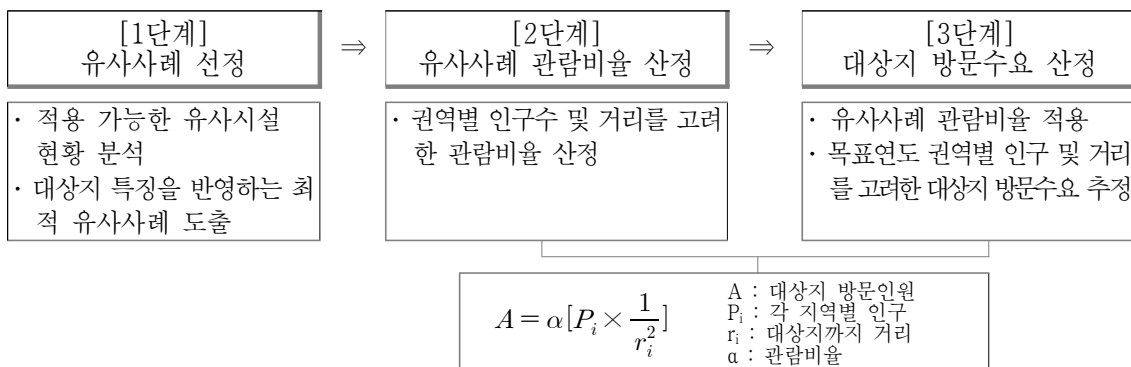 [1단계]
유사사례 선정
⇒
[2단계]
유사사례 관람비율 산정
⇒
[3단계]
대상지 방문수요 산정
· 적용 가능한 유사시설
현황 분석
· 대상지 특징을 반영하는 최
적 유사사례 도출
· 권역별 인구수 및 거리를 고려
한 관람비율 산정
· 유사사례 관람비율 적용
· 목표연도 권역별 인구 및 거리
를 고려한 대상지 방문수요 추정
A = α[P_i × 1/r_i^2]
A : 대상지 방문인원
P_i : 각 지역별 인구
r_i : 대상지까지 거리
α : 관람비율